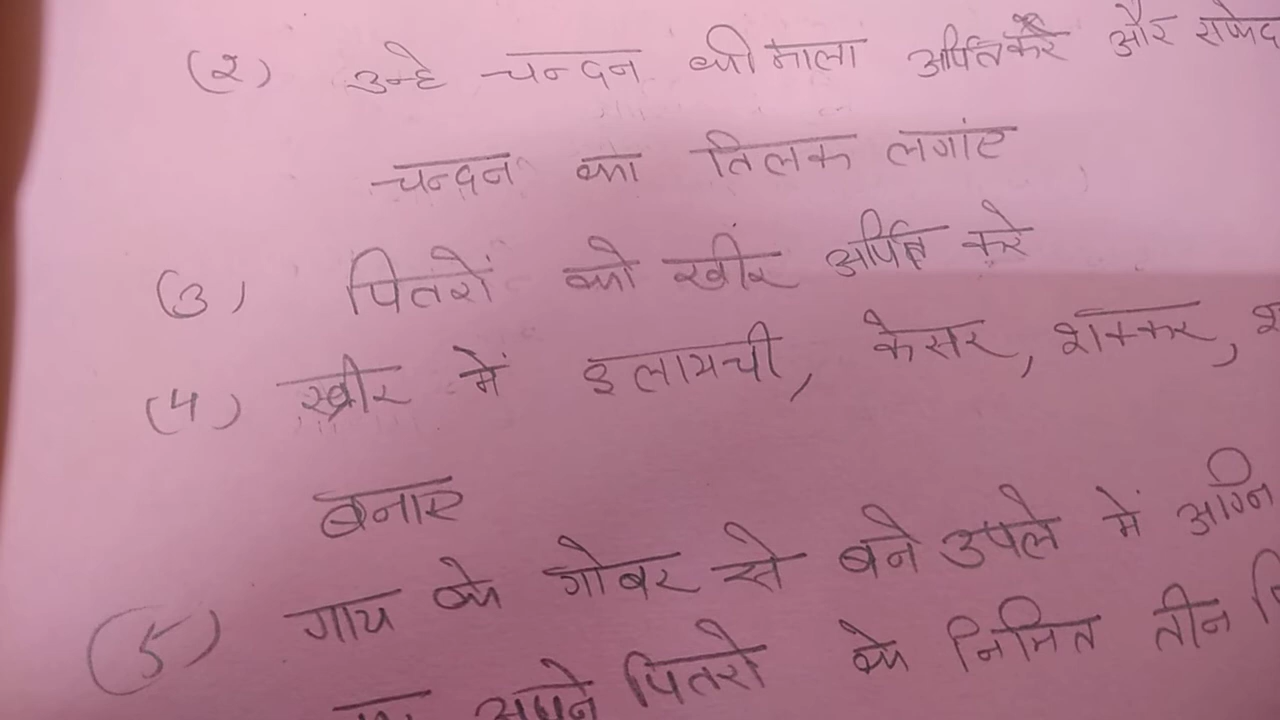 (२) उन्हे चन्दन की माला अर्पित करे और सफेद
चन्दन का तिलक लगाए
(3) पितरों को खीर अर्पित करे
(4) खीर में इलायची, केसर, शक्कर,
बनाए
(5) गाय के गोबर से बने उपले में अग्नि
अपने पितरो के निमित तीन